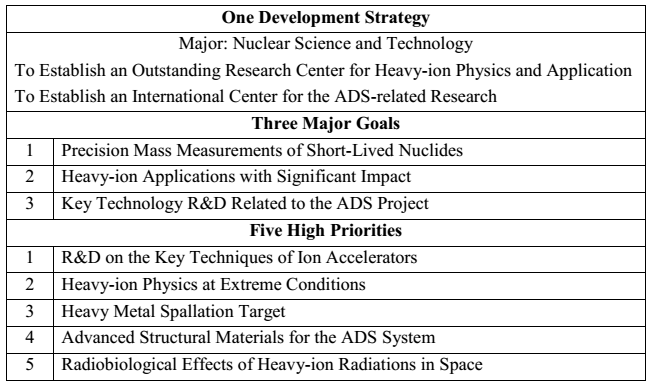 One Development Strategy
Major: Nuclear Science and Technology
To Establish an Outstanding Research Center for Heavy-ion Physics and Application
To Establish an International Center for the ADS-related Research
Three Major Goals
1 Precision Mass Measurements of Short-Lived Nuclides
2 Heavy-ion Applications with Significant Impact
3 Key Technology R&D Related to the ADS Project
Five High Priorities
1 R&D on the Key Techniques of Ion Accelerators
2 Heavy-ion Physics at Extreme Conditions
3 Heavy Metal Spallation Target
4 Advanced Structural Materials for the ADS System
5 Radiobiological Effects of Heavy-ion Radiations in Space